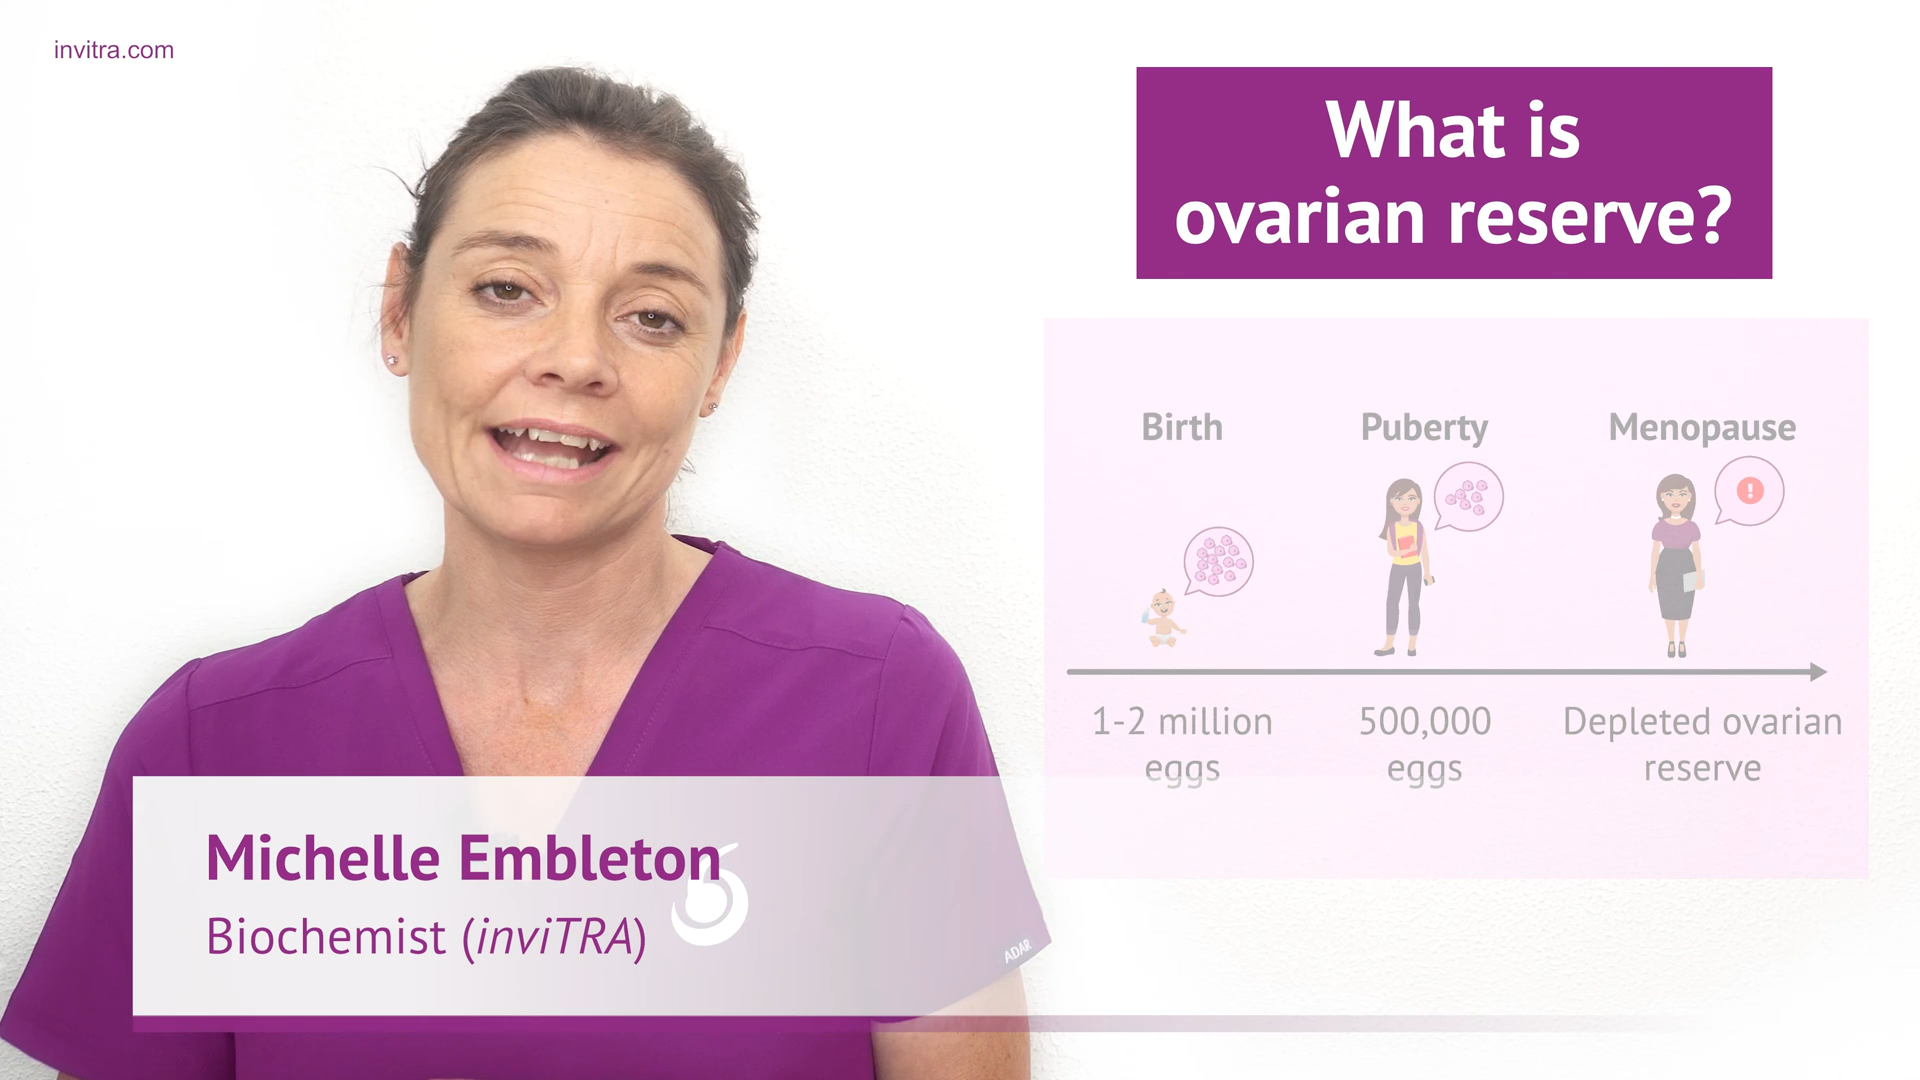 invitra.com
What is
ovarian reserve?
Birth
Puberty
Menopause
!
1-2 million
eggs
500,000
eggs
Depleted ovarian
reserve
Michelle Embleton
Biochemist (inviTRA)
ADAR